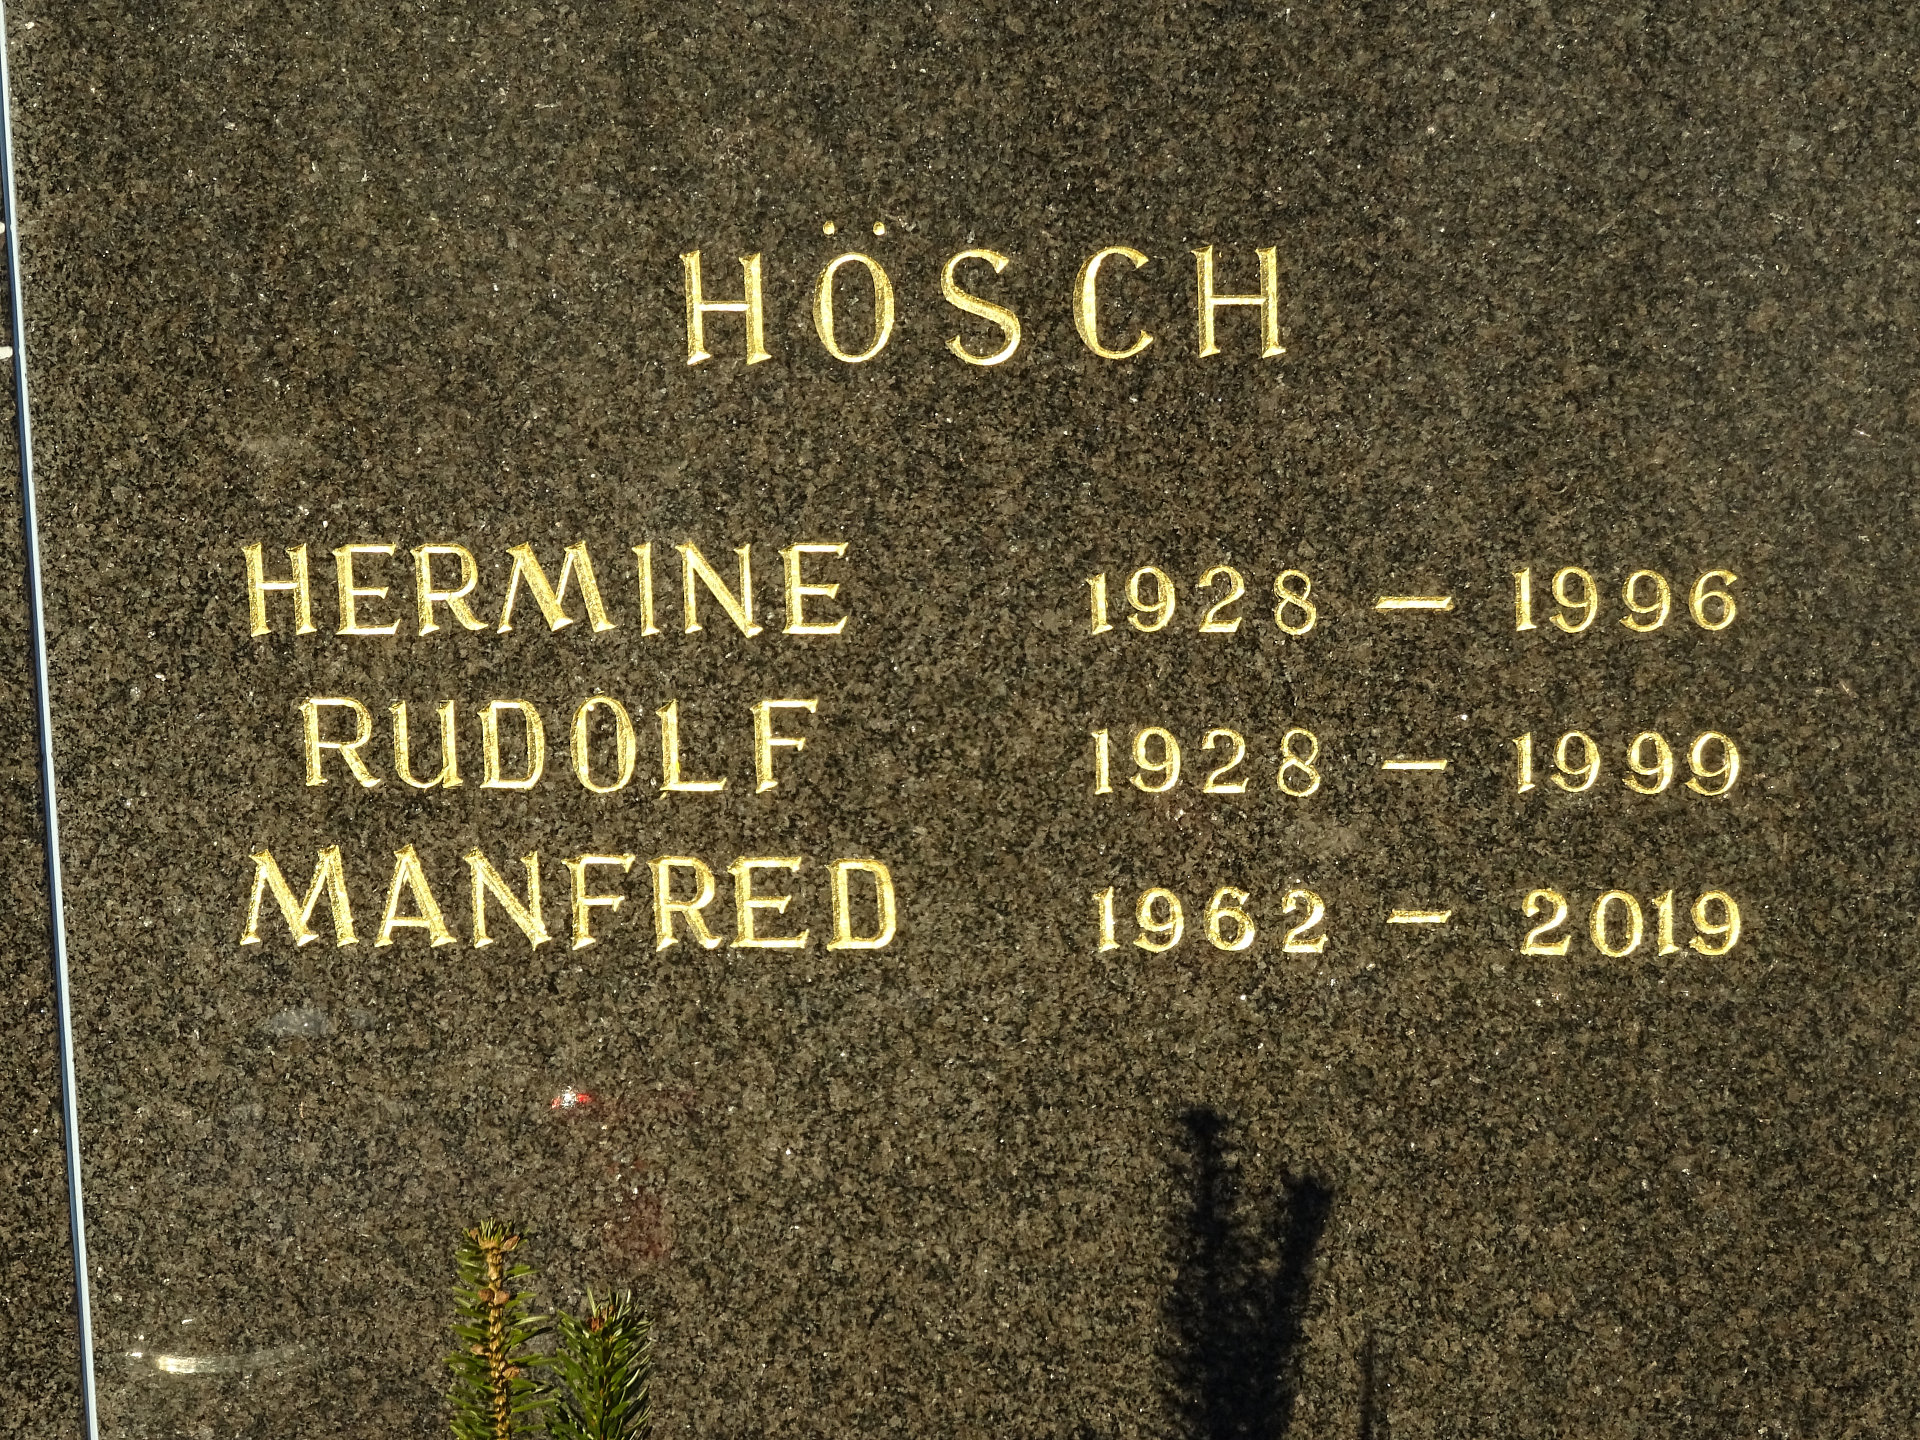 HÖSCH
HERMINE 1928 – 1996
RUDOLF 1928 – 1999
MANFRED 1962 – 2019